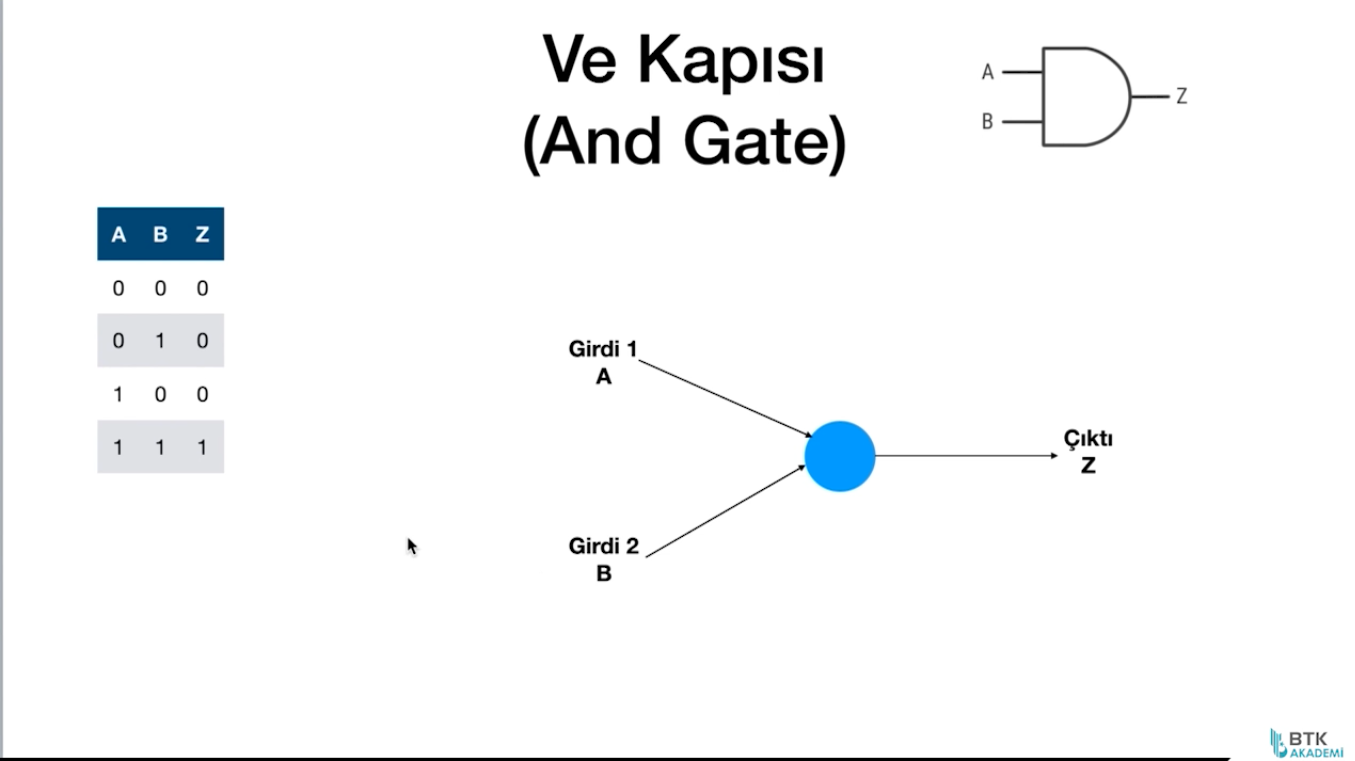 Ve Kapısı
(And Gate)
A
B
Z
A B Z
0 0 0
0 1 0
1 0 0
1 1 1
Girdi 1
A
Girdi 2
B
Çıktı
Z
BTK
AKADEMİ